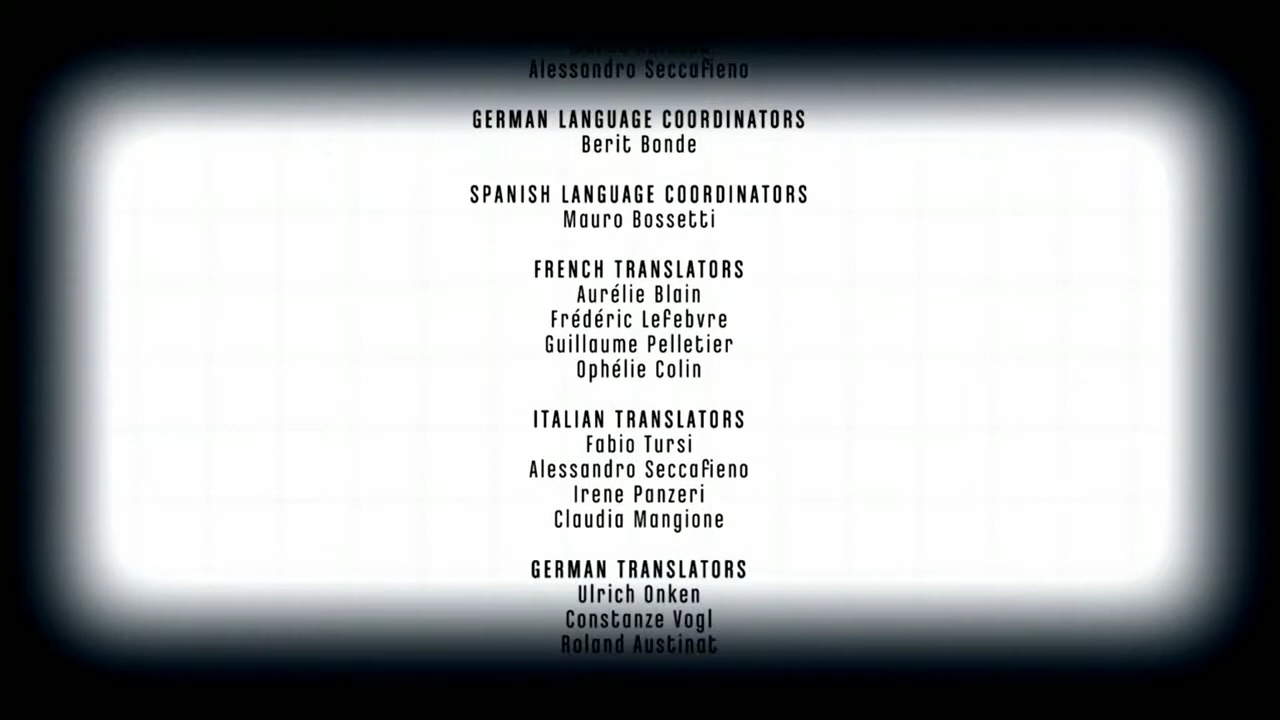 Alessandro Seccafieno
GERMAN LANGUAGE COORDINATORS
Berit Bonde
SPANISH LANGUAGE COORDINATORS
Mauro Bossetti
FRENCH TRANSLATORS
Aurélie Blain
Frédéric Lefebvre
Guillaume Pelletier
Ophélie Colin
ITALIAN TRANSLATORS
Fabio Tursi
Alessandro Seccafieno
Irene Panzeri
Claudia Mangione
GERMAN TRANSLATORS
Ulrich Onken
Constanze Vogl
Roland Austinat